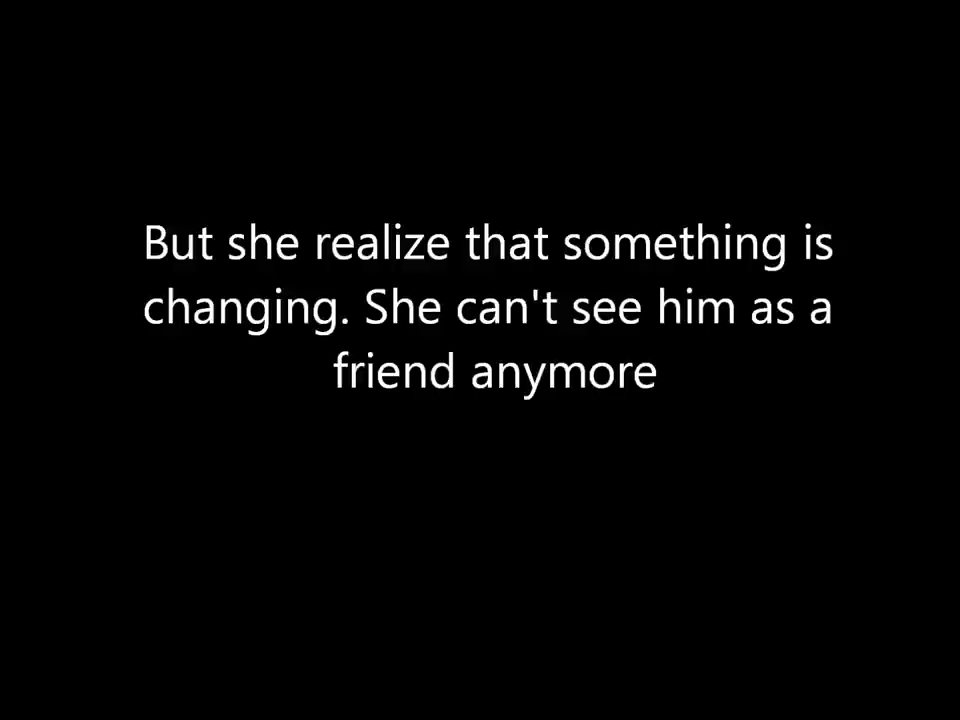 But she realize that something is
changing. She can't see him as a
friend anymore